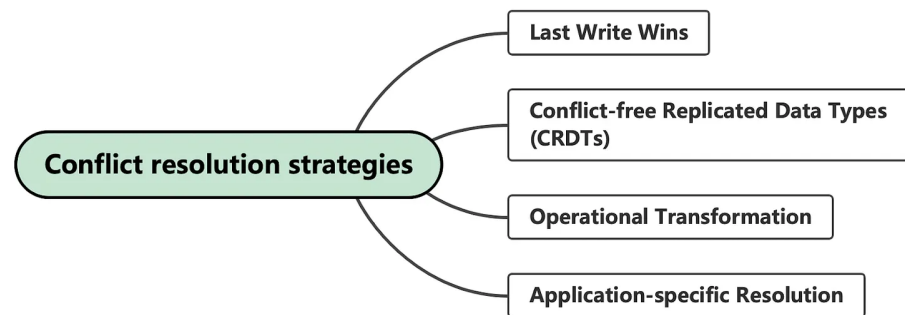 Last Write Wins
Conflict-free Replicated Data Types
(CRDTs)
Conflict resolution strategies
Operational Transformation
Application-specific Resolution